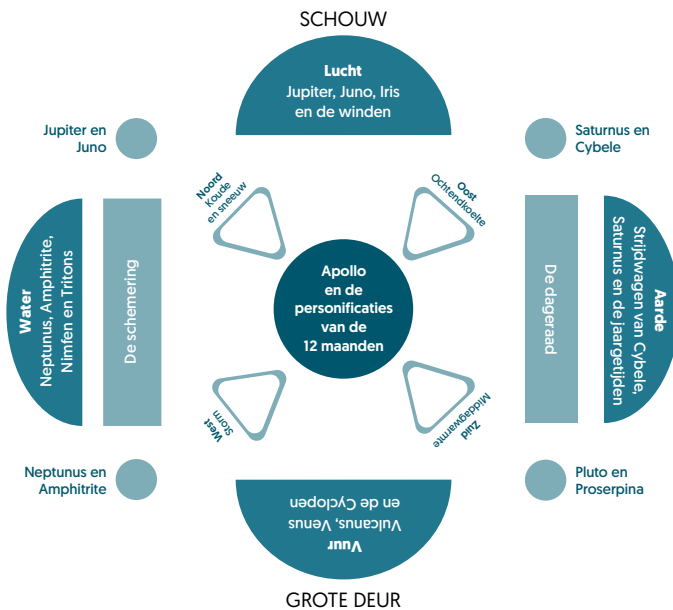 SCHOUW
Lucht
Jupiter, Juno, Iris
en de winden
Jupiter en
Juno
Saturnus en
Cybele
Noord
Koude
en sneeuw
Oost
Ochtendkoelte
Water
Neptunus, Amphitrite,
Nimfen en Tritons
De schemering
Apollo
en de
personificaties
van de
12 maanden
De dageraad
Aarde
Strijdwagen van Cybele,
Saturnus en de jaargetijden
West
Storm
Zuid
Middagwarmte
Neptunus en
Amphitrite
Pluto en
Proserpina
Vuur
Vulcanus, Venus
en de Cyclopen
GROTE DEUR